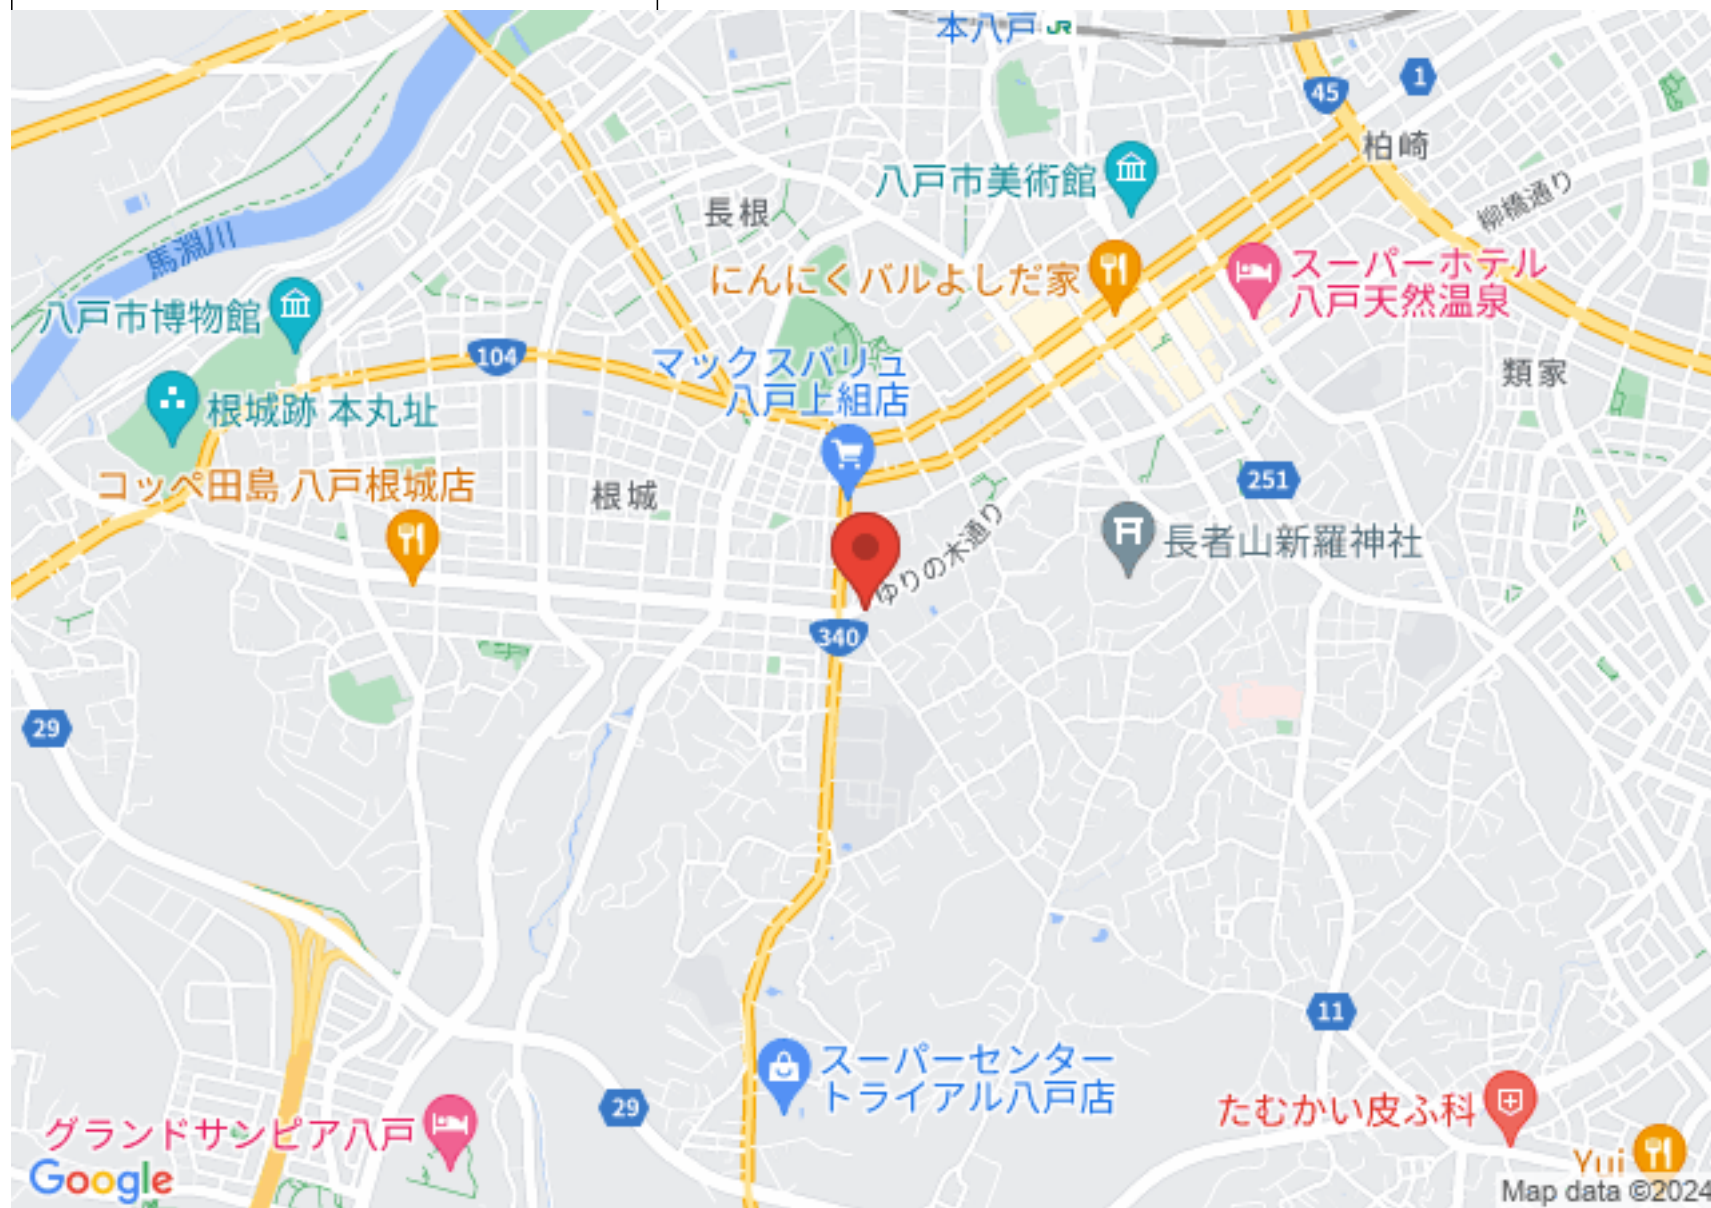 本八戸 JR
45
1
柏崎
八戸市美術館
柳橋通り
長根
馬淵川
にんにくバルよしだ家
スーパーホテル
八戸天然温泉
八戸市博物館
104
マックスバリュ
八戸上組店
類家
根城跡 本丸址
コッペ田島 八戸根城店
根城
251
長者山新羅神社
ゆりの木通り
340
29
11
スーパーセンター
トライアル八戸店
29
たむかい皮ふ科
グランドサンピア八戸
Google
Map data ©2024